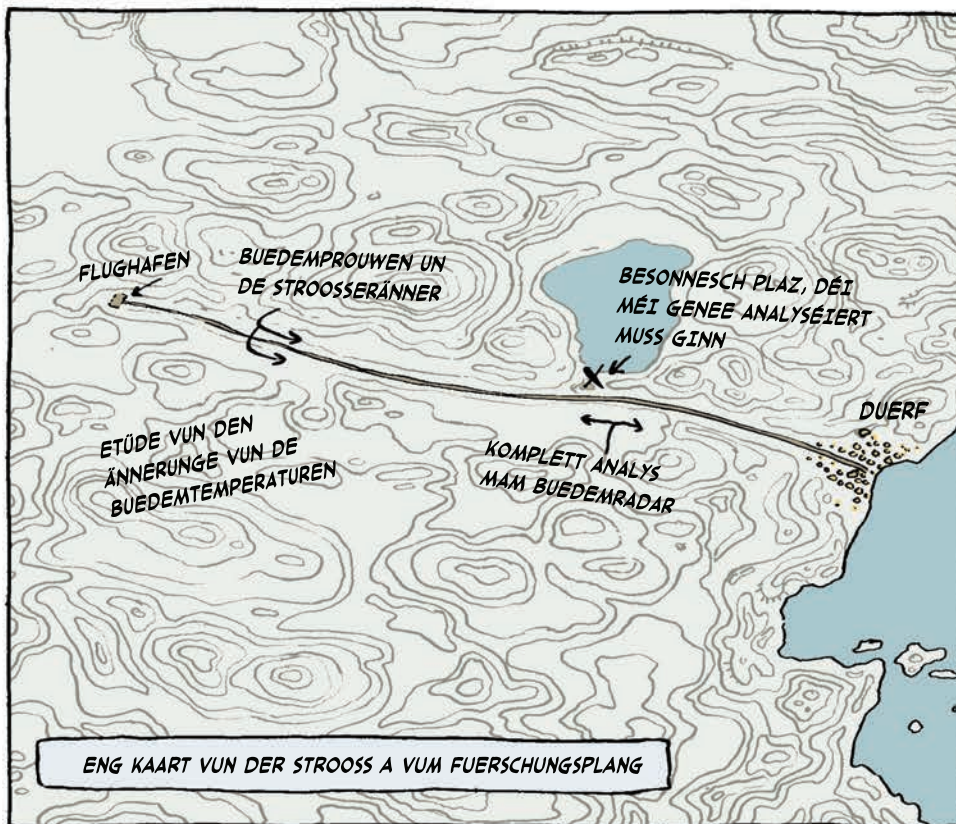 FLUGHAFEN
BUEDEMPROUWEN UN
DE STROOSSERÄNNER
BESONNESCH PLAZ, DÉI
MÉI GENEE ANALYSÉIERT
MUSS GINN
DUERF
ETÜDE VUN DEN
ÄNNERUNGE VUN DE
BUEDEMTEMPERATUREN
KOMPLETT ANALYS
MAM BUEDEMRADAR
ENG KAART VUN DER STROOSS A VUM FUERSCHUNGSPLANG